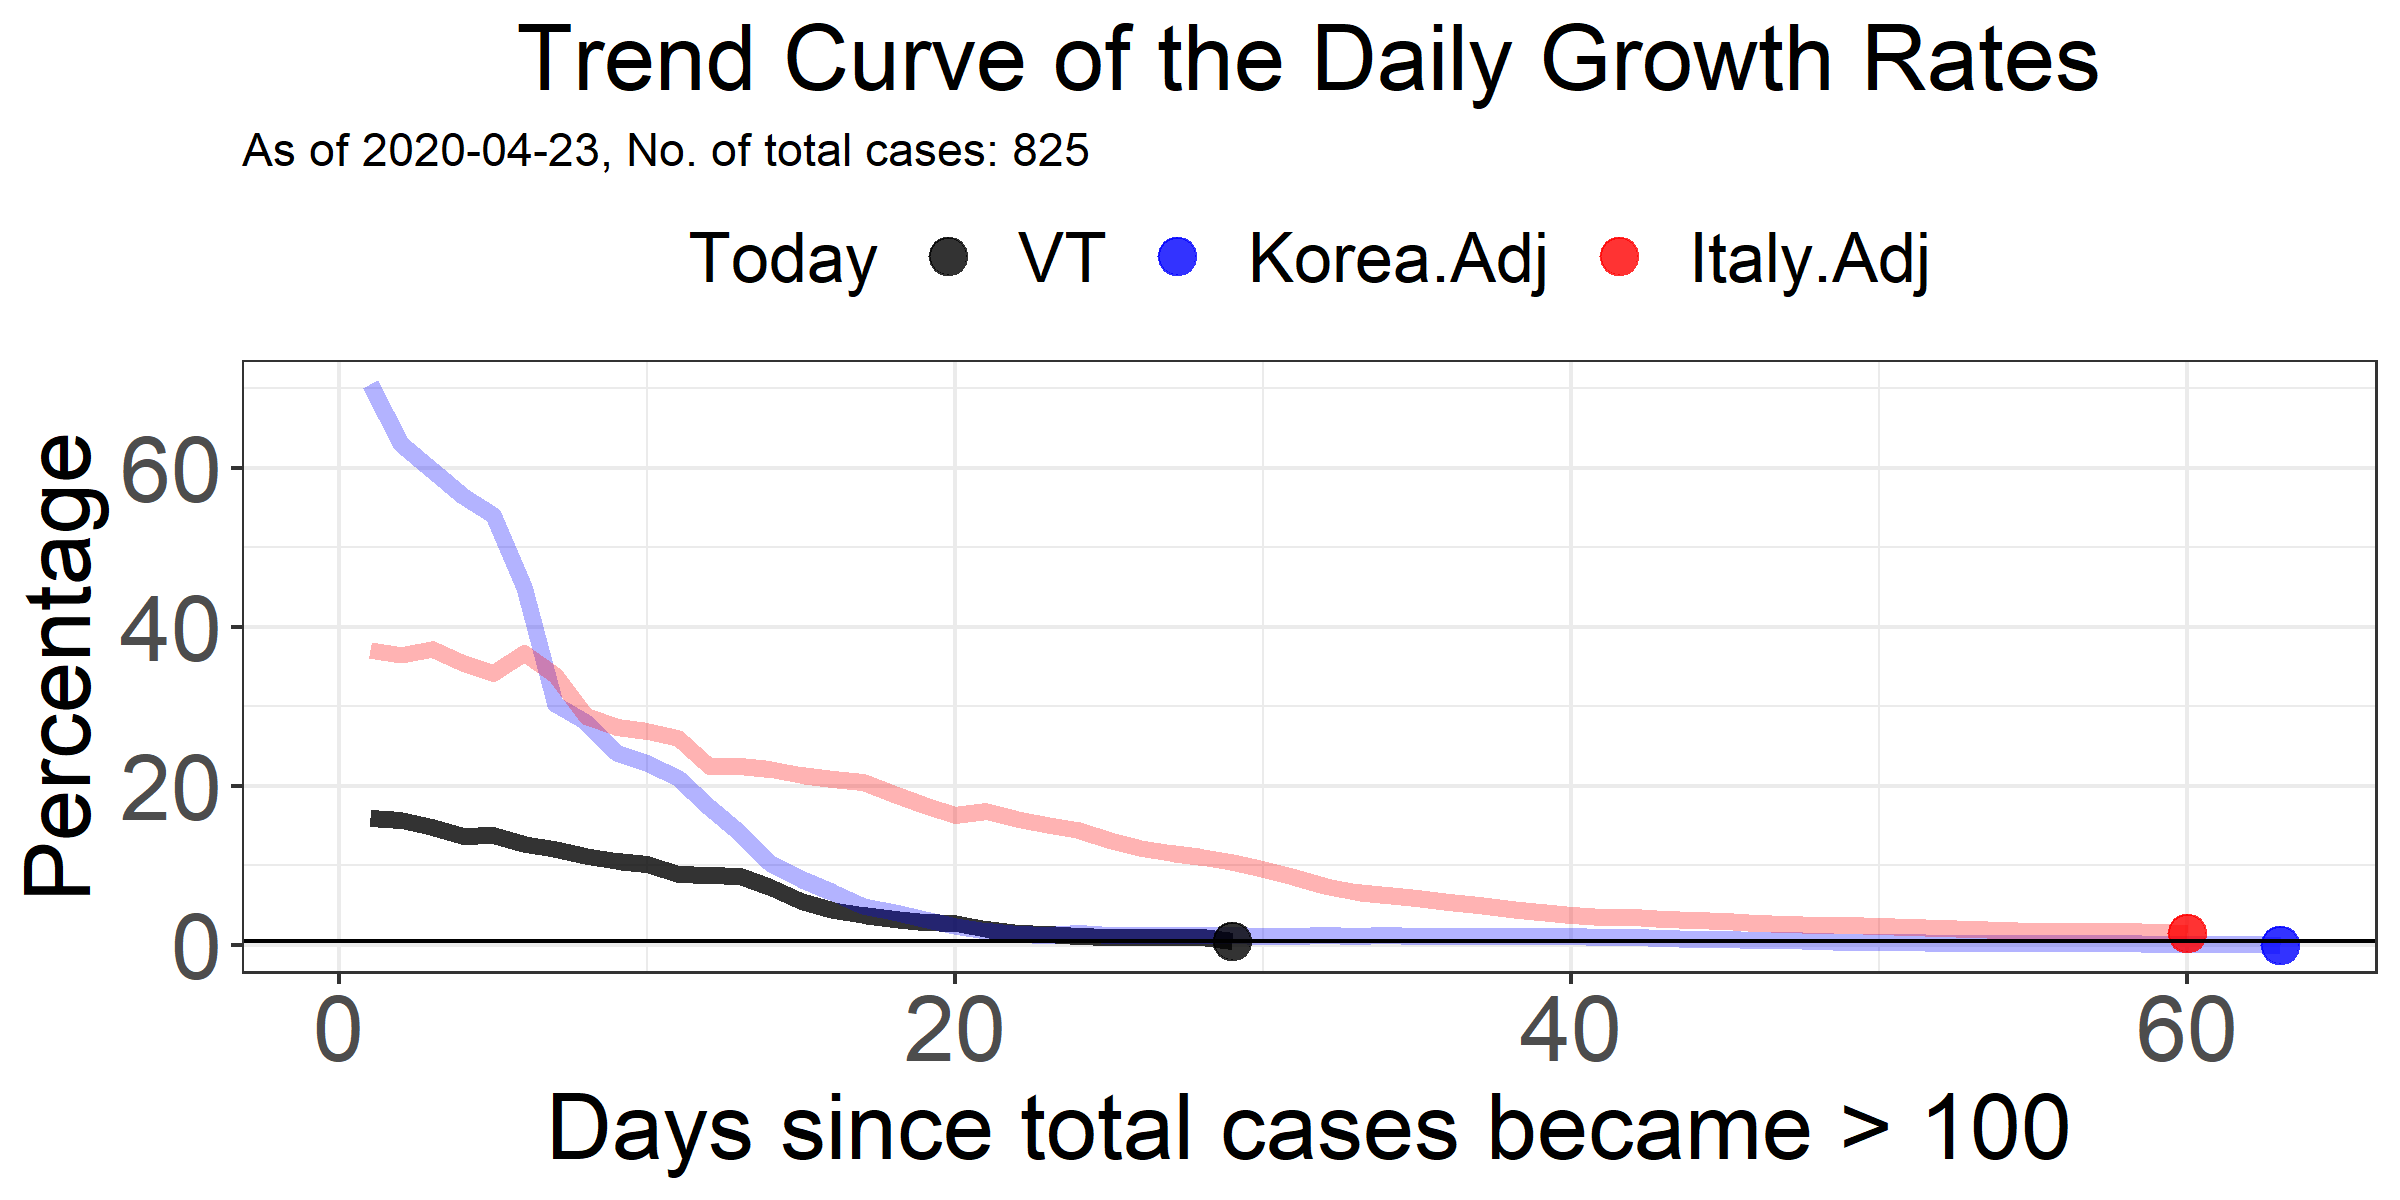 Trend Curve of the Daily Growth Rates
As of 2020-04-23, No. of total cases: 825
Today VT Korea.Adj Italy.Adj
Percentage
60
40
20
0
0 20 40 60
Days since total cases became > 100